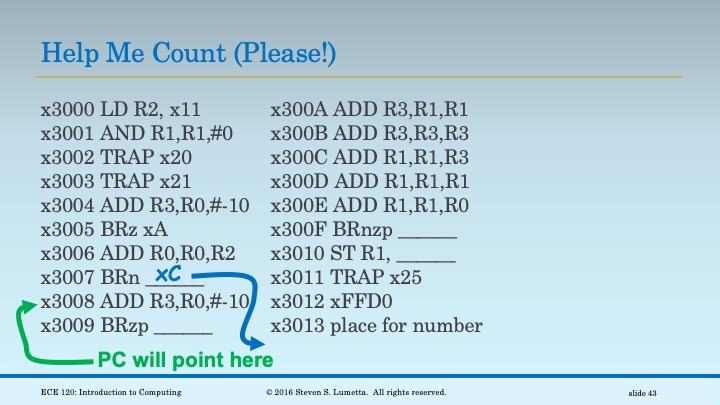 Help Me Count (Please!)
x3000 LD R2, x11
x3001 AND R1,R1,#0
x3002 TRAP x20
x3003 TRAP x21
x3004 ADD R3,R0,#-10
x3005 BRz xA
x3006 ADD R0,R0,R2
x3007 BRn ______ xC
x3008 ADD R3,R0,#-10
x3009 BRzp ______
x300A ADD R3,R1,R1
x300B ADD R3,R3,R3
x300C ADD R1,R1,R3
x300D ADD R1,R1,R1
x300E ADD R1,R1,R0
x300F BRnzp ______
x3010 ST R1, ______
x3011 TRAP x25
x3012 xFFD0
x3013 place for number
PC will point here
ECE 120: Introduction to Computing
© 2016 Steven S. Lumetta. All rights reserved.
slide 43